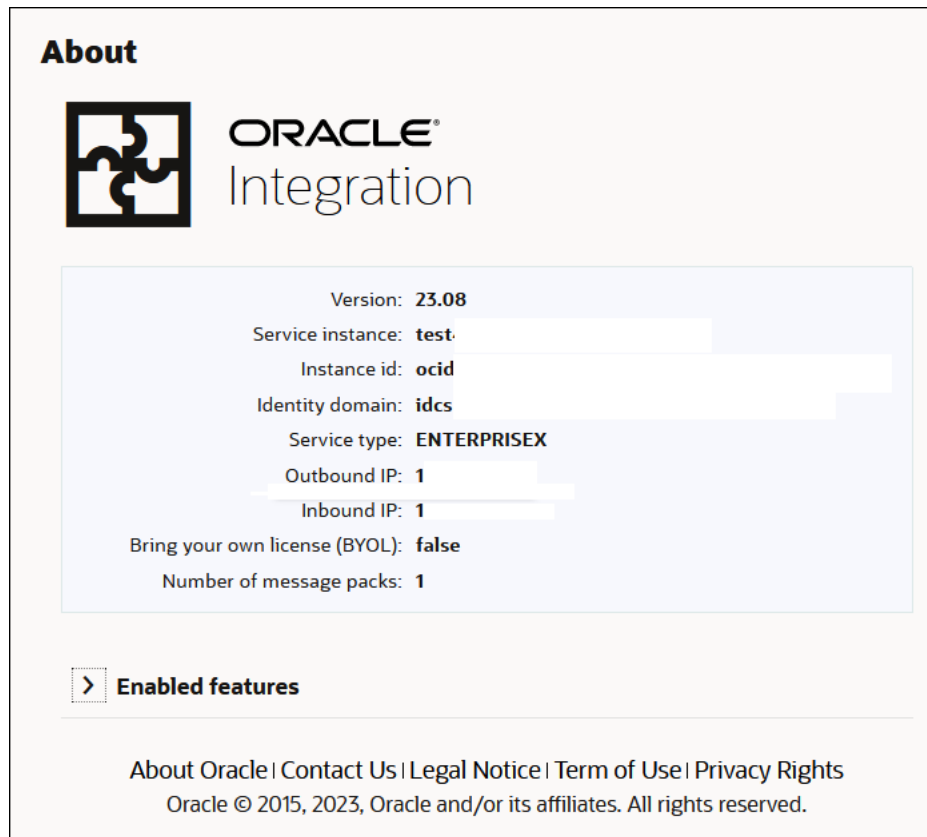 About
ORACLE®
Integration
Version: 23.08
Service instance: test
Instance id: ocid
Identity domain: idcs
Service type: ENTERPRISEX
Outbound IP: 1
Inbound IP: 1
Bring your own license (BYOL): false
Number of message packs: 1
Enabled features
About Oracle | Contact Us | Legal Notice | Term of Use | Privacy Rights
Oracle © 2015, 2023, Oracle and/or its affiliates. All rights reserved.